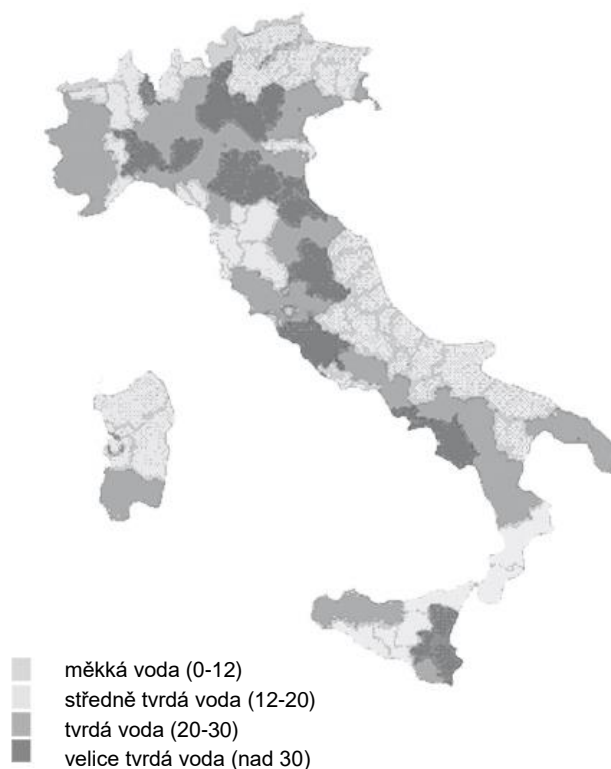 měkká voda (0-12)
středně tvrdá voda (12-20)
tvrdá voda (20-30)
velice tvrdá voda (nad 30)